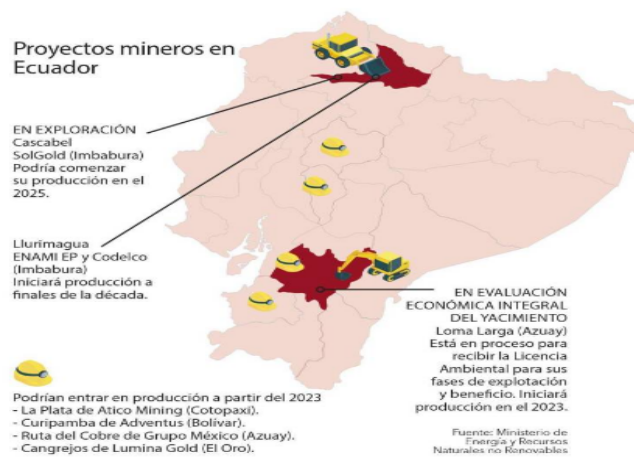 Proyectos mineros en
Ecuador
EN EXPLORACIÓN
Cascabel
SolGold (Imbabura)
Podría comenzar
su producción en el
2025.
Llurimagua
ENAMI EP y Codelco
(Imbabura)
Iniciará producción a
finales de la década.
EN EVALUACIÓN
ECONÓMICA INTEGRAL
DEL YACIMIENTO
Loma Larga (Azuay)
Está en proceso para
recibir la Licencia
Ambiental para sus
fases de explotación
y beneficio. Iniciará
producción en el 2023.
Podrían entrar en producción a partir del 2023
- La Plata de Atico Mining (Cotopaxi).
- Curipamba de Adventus (Bolívar).
- Ruta del Cobre de Grupo México (Azuay).
- Cangrejos de Lumina Gold (El Oro).
Fuente: Ministerio de
Energía y Recursos
Naturales no Renovables